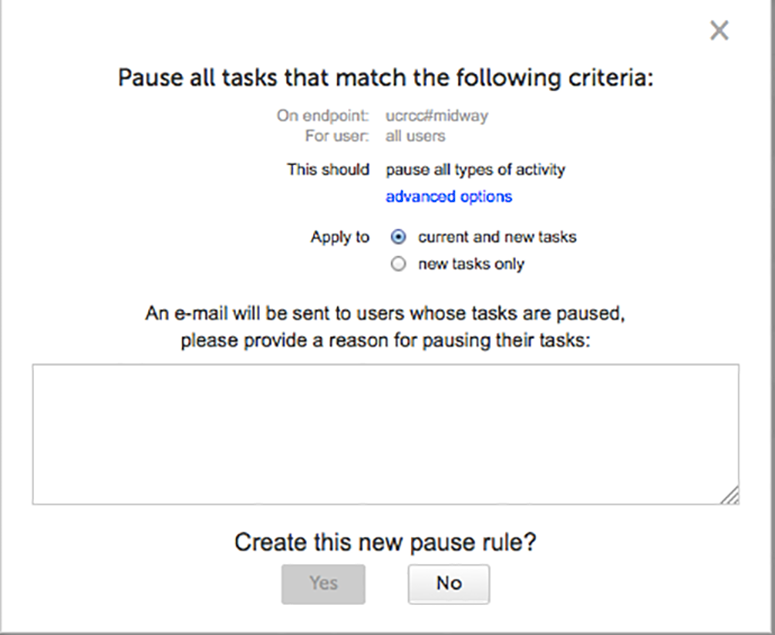 Pause all tasks that match the following criteria:
On endpoint: ucrcc#midway
For user: all users
This should pause all types of activity
advanced options
Apply to current and new tasks
new tasks only
An e-mail will be sent to users whose tasks are paused,
please provide a reason for pausing their tasks:
Create this new pause rule?
Yes No